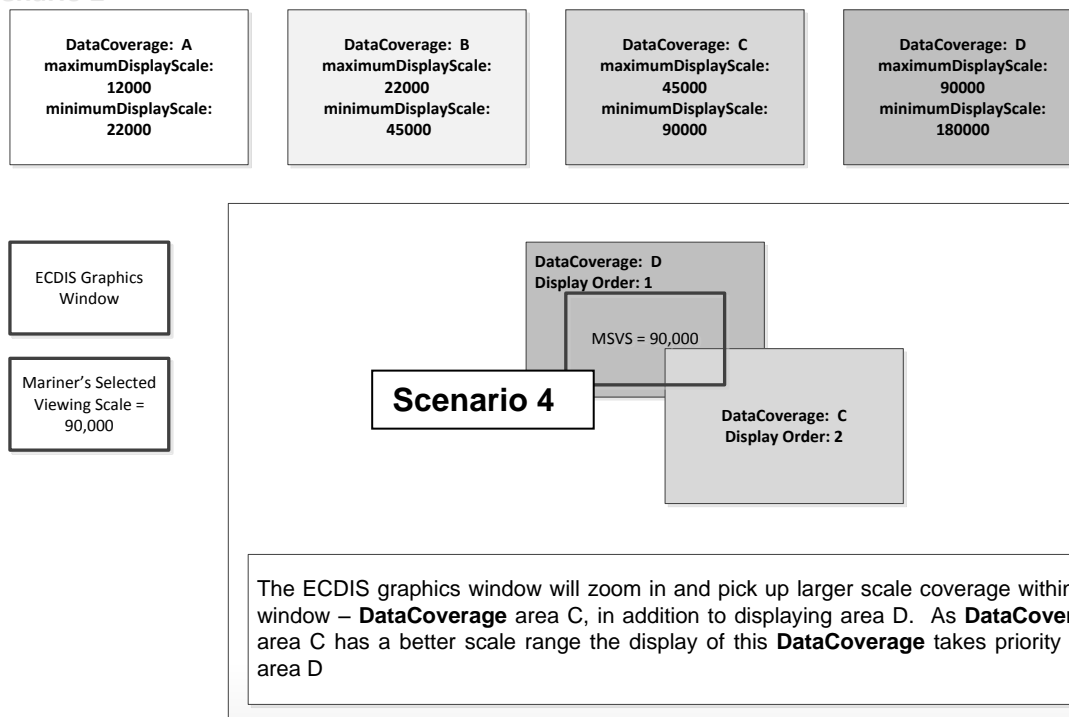 DataCoverage: A
maximumDisplayScale:
12000
minimumDisplayScale:
22000
DataCoverage: B
maximumDisplayScale:
22000
minimumDisplayScale:
45000
DataCoverage: C
maximumDisplayScale:
45000
minimumDisplayScale:
90000
DataCoverage: D
maximumDisplayScale:
90000
minimumDisplayScale:
180000
ECDIS Graphics
Window
Mariner's Selected
Viewing Scale =
90,000
DataCoverage: D
Display Order: 1
MSVS = 90,000
Scenario 4
DataCoverage: C
Display Order: 2
The ECDIS graphics window will zoom in and pick up larger scale coverage within
window – DataCoverage area C, in addition to displaying area D. As DataCover
area C has a better scale range the display of this DataCoverage takes priority
area D